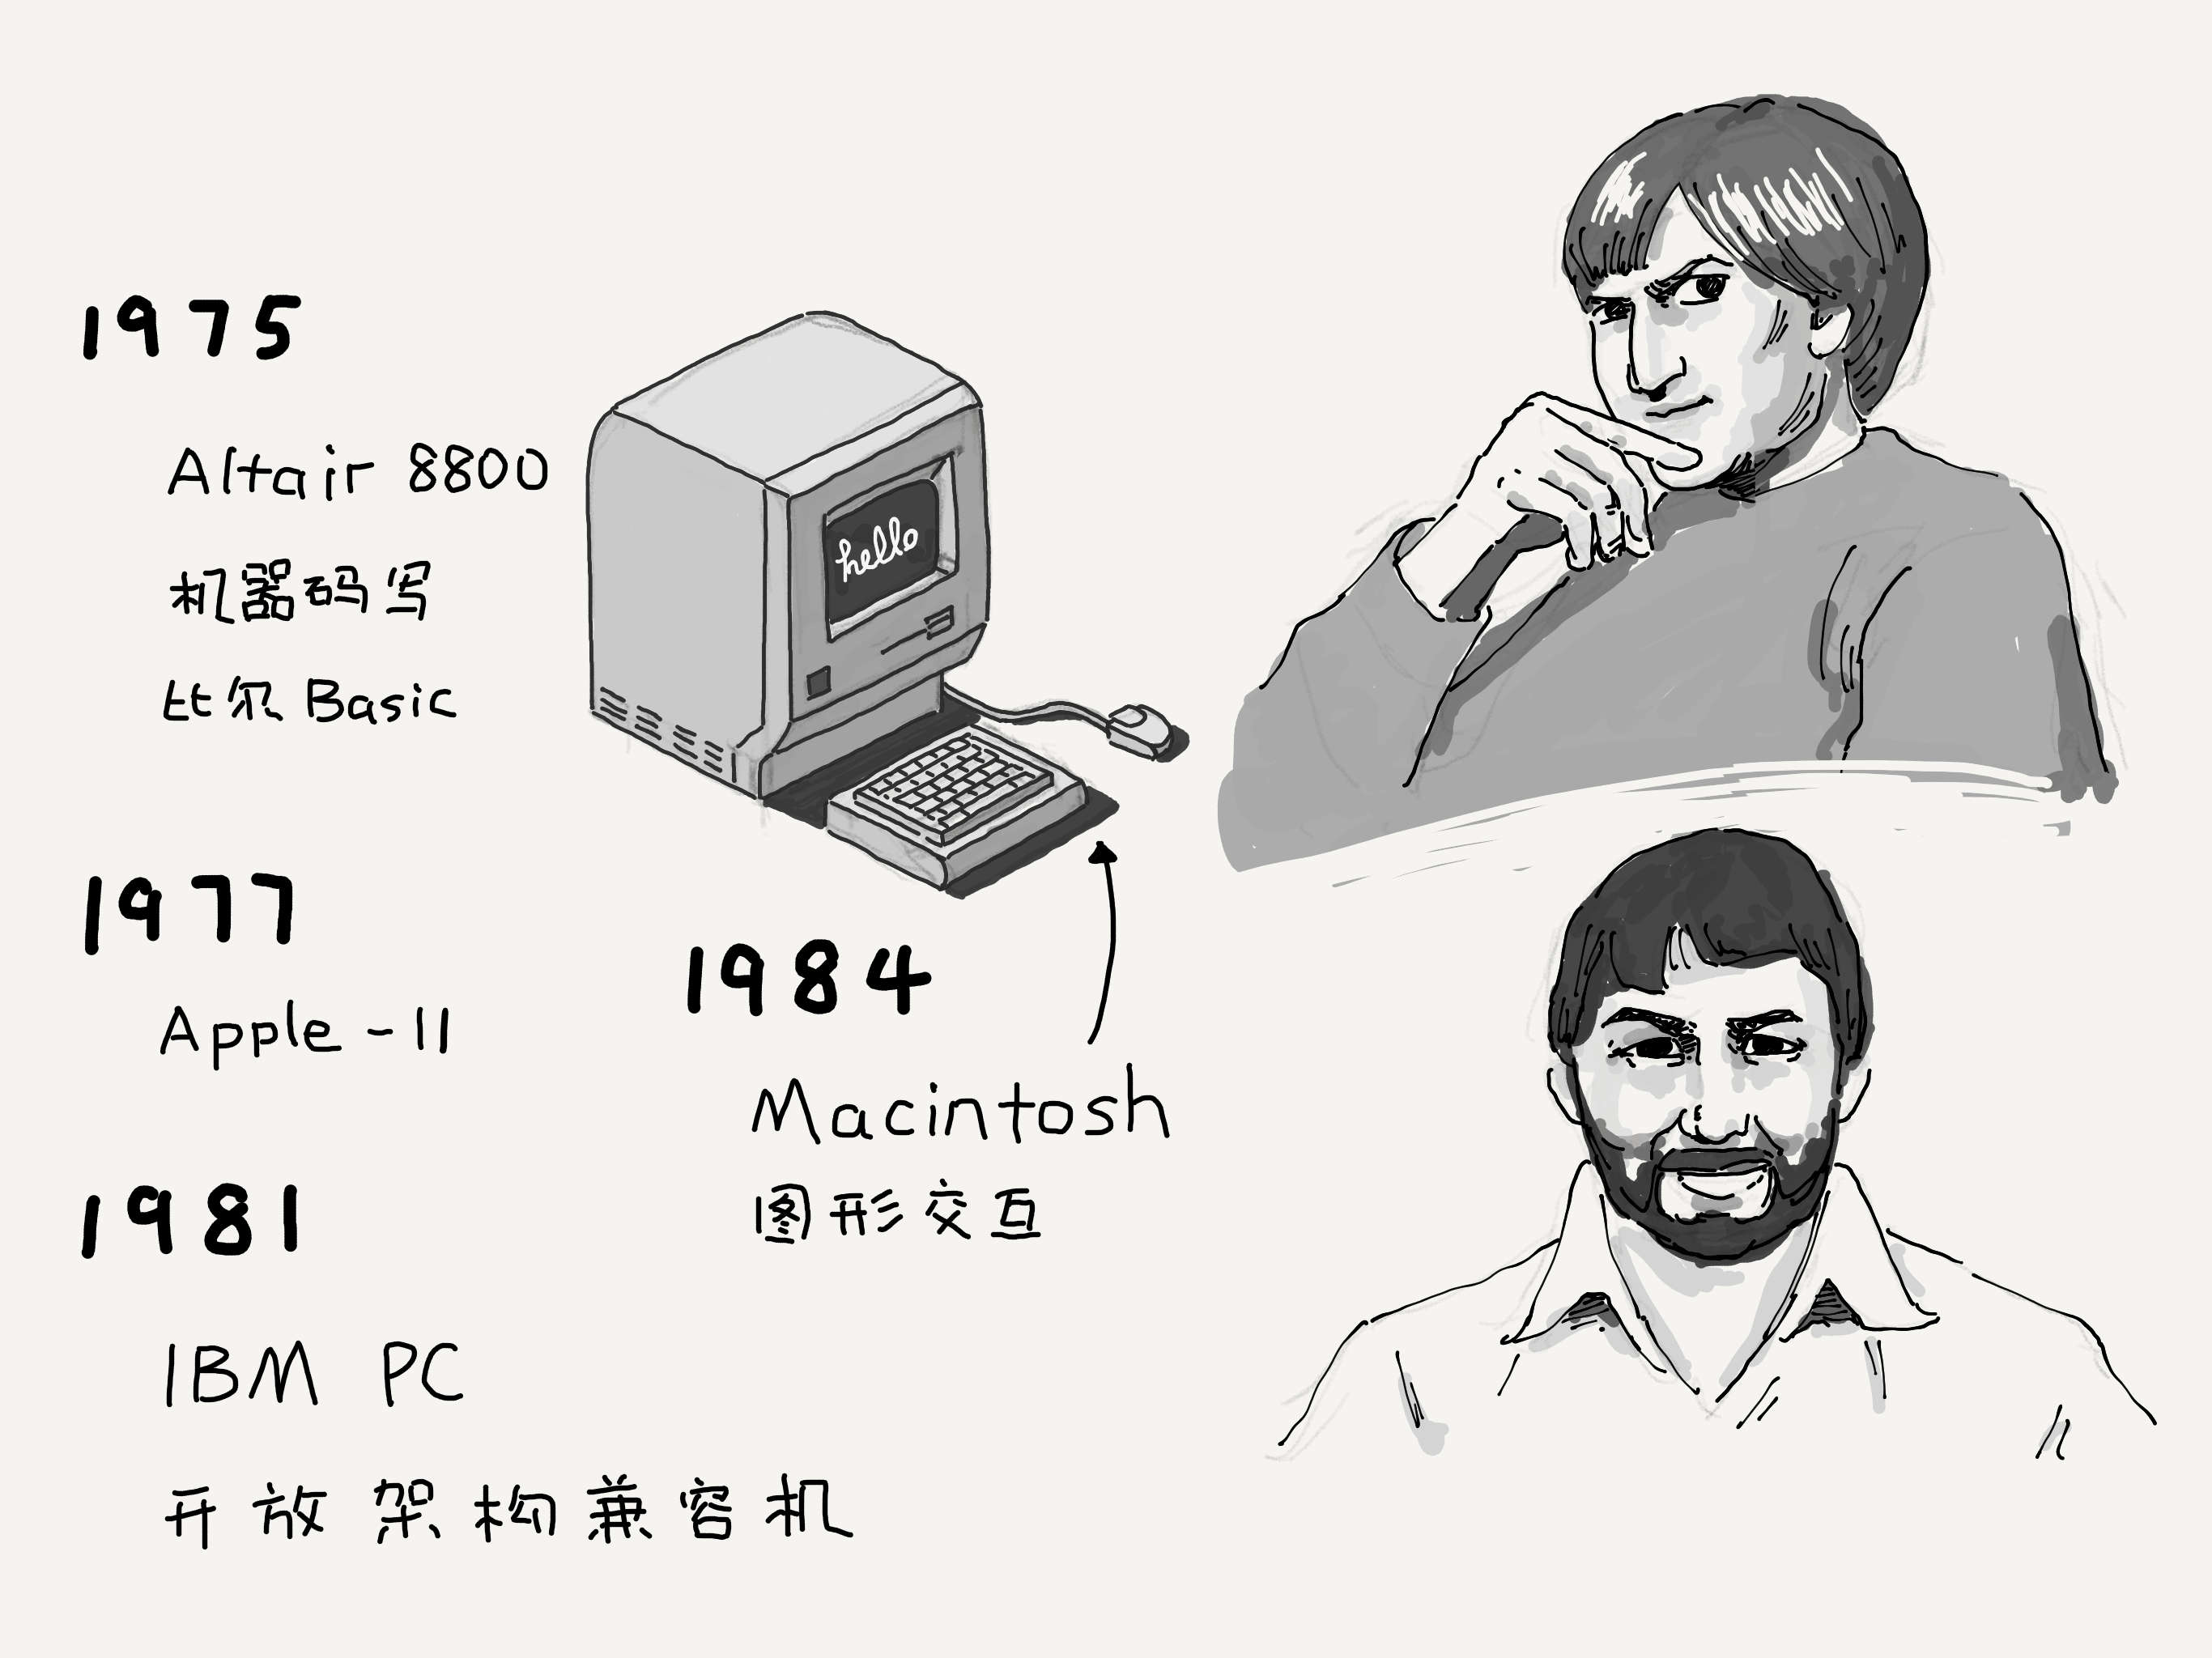 1975
Altair 8800
机器码写
比尔 Basic
hello
1977
Apple-II
1981
IBM PC
开放架构兼容机
1984
Macintosh
图形交互